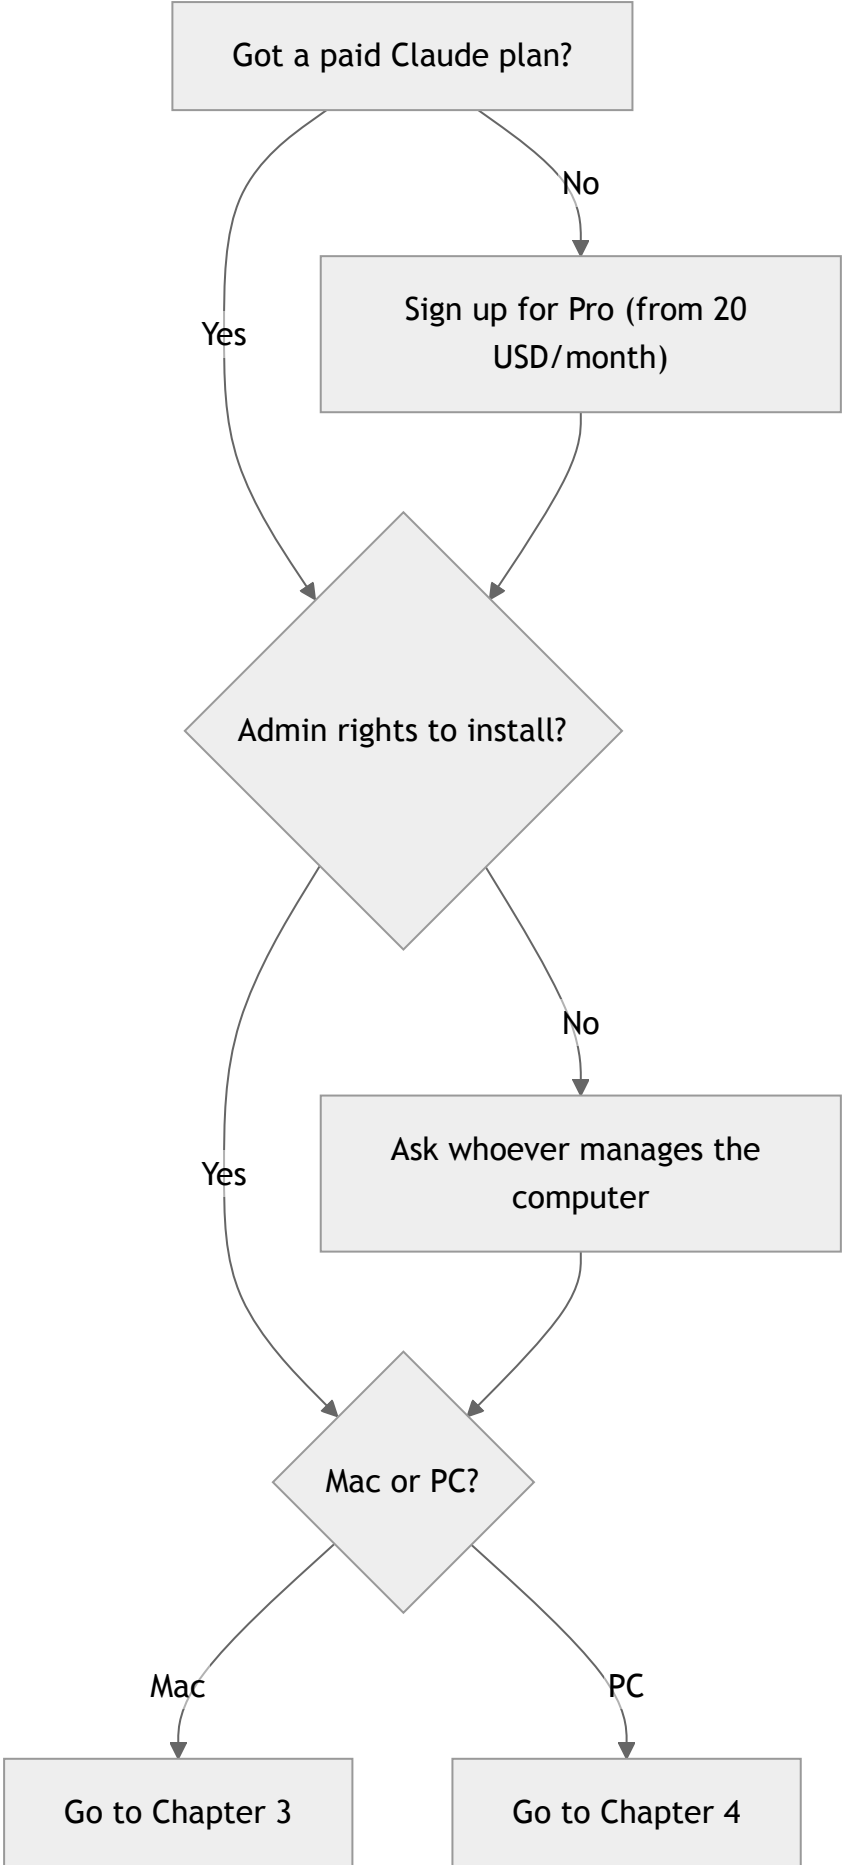 Got a paid Claude plan?
No
Yes
Sign up for Pro (from 20
USD/month)
Admin rights to install?
No
Yes
Ask whoever manages the
computer
Mac or PC?
Mac
PC
Go to Chapter 3
Go to Chapter 4